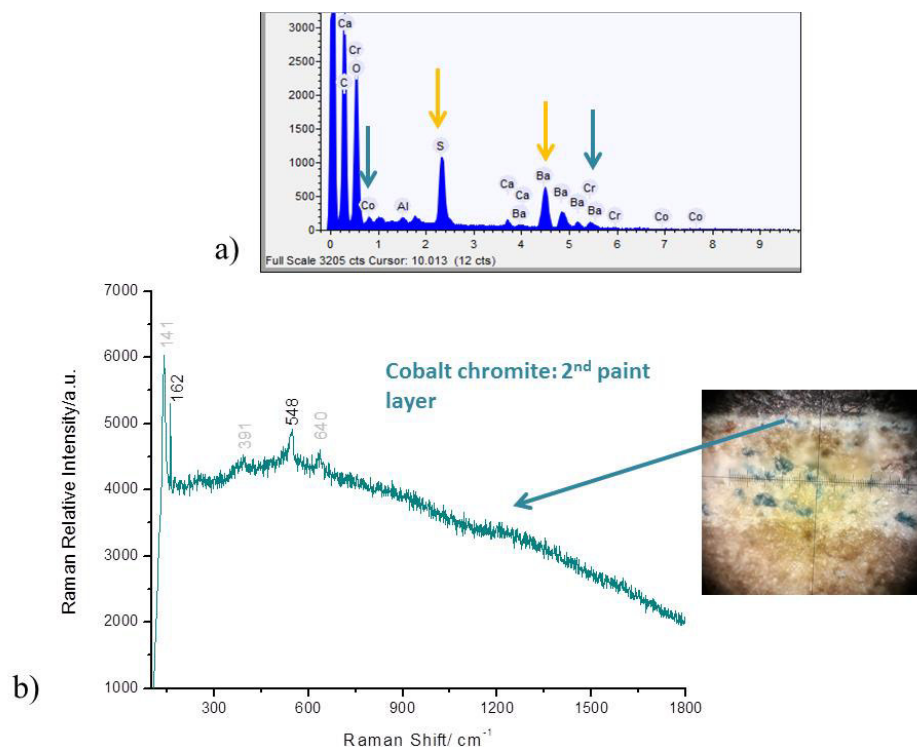 3000
2500
2000
1500
1000
500
0
Ca
Cr
O
C
Co
Al
S
Ca
Ca
Ba
Ba
Ba
Cr
Ba
Ba
Cr
Co
Co
0 1 2 3 4 5 6 7 8 9
Full Scale 3205 cts Cursor: 10.013 (12 cts)
a)
7000
6000
5000
4000
3000
2000
1000
Raman Relative Intensity/a.u.
141
162
391
548
640
Cobalt chromite: 2nd paint
layer
300 600 900 1200 1500 1800
Raman Shift/ cm-1
b)